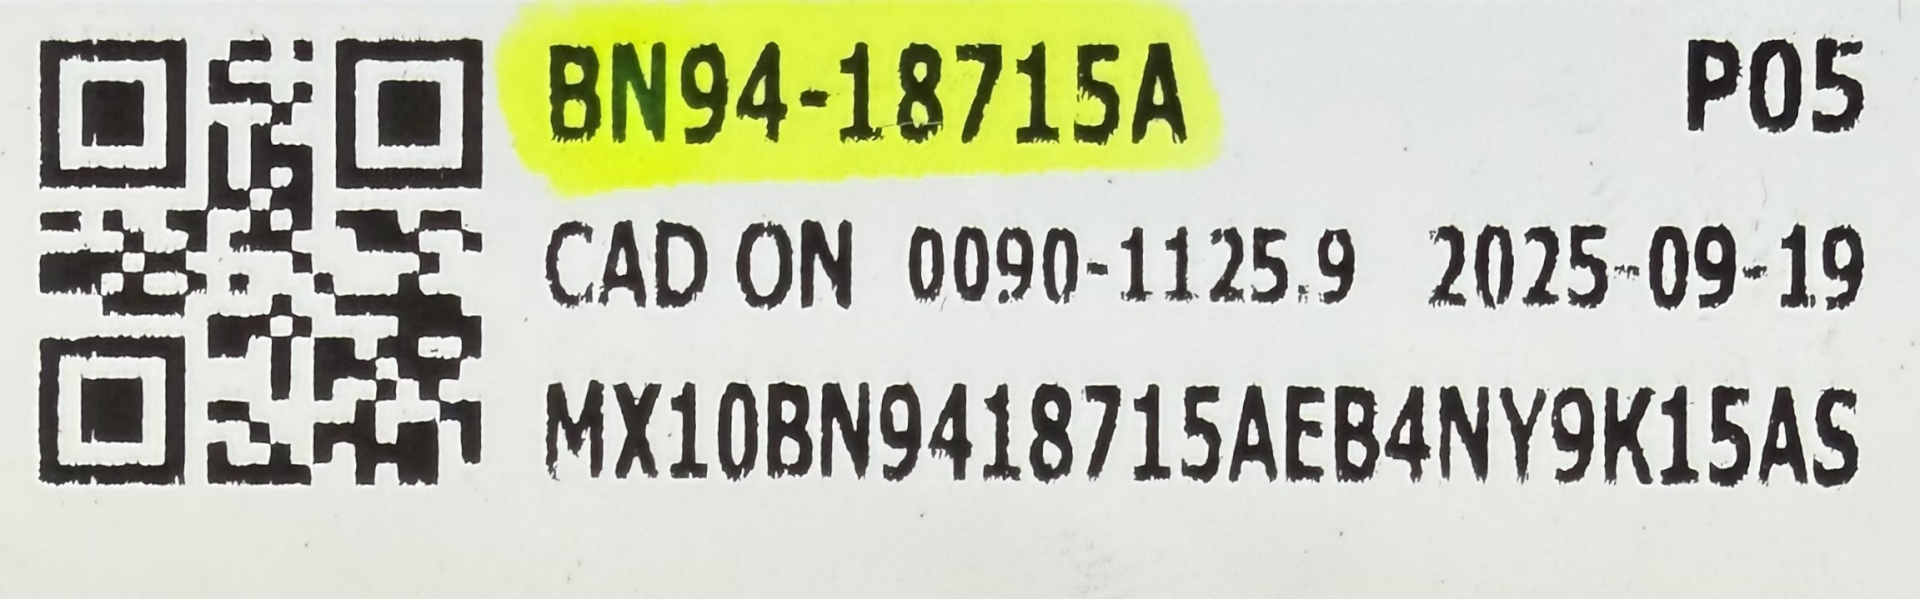 BN94-18715A P05
CAD ON 0090-1125.9 2025-09-19
MX10BN9418715AEB4NY9K15AS